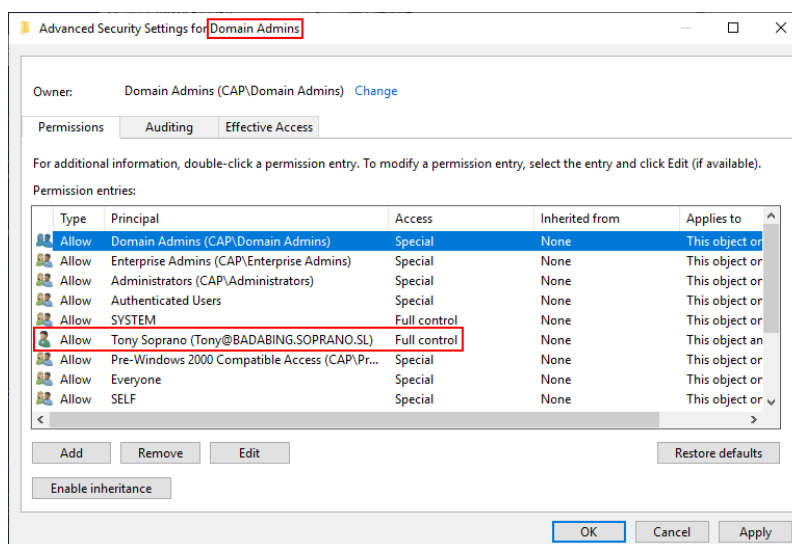 Advanced Security Settings for Domain Admins
Owner: Domain Admins (CAP\Domain Admins) Change
Permissions Auditing Effective Access
For additional information, double-click a permission entry. To modify a permission entry, select the entry and click Edit (if available).
Permission entries:
Type Principal Access Inherited from Applies to
Allow Domain Admins (CAP\Domain Admins) Special None This object or
Allow Enterprise Admins (CAP\Enterprise Admins) Special None This object or
Allow Administrators (CAP\Administrators) Special None This object or
Allow Authenticated Users Special None This object or
Allow SYSTEM Full control None This object or
Allow Tony Soprano (Tony@BADABING.SOPRANO.SL) Full control None This object an
Allow Pre-Windows 2000 Compatible Access (CAP\Pr... Special None This object or
Allow Everyone Special None This object or
Allow SELF Special None This object or
Add Remove Edit Restore defaults
Enable inheritance
OK Cancel Apply